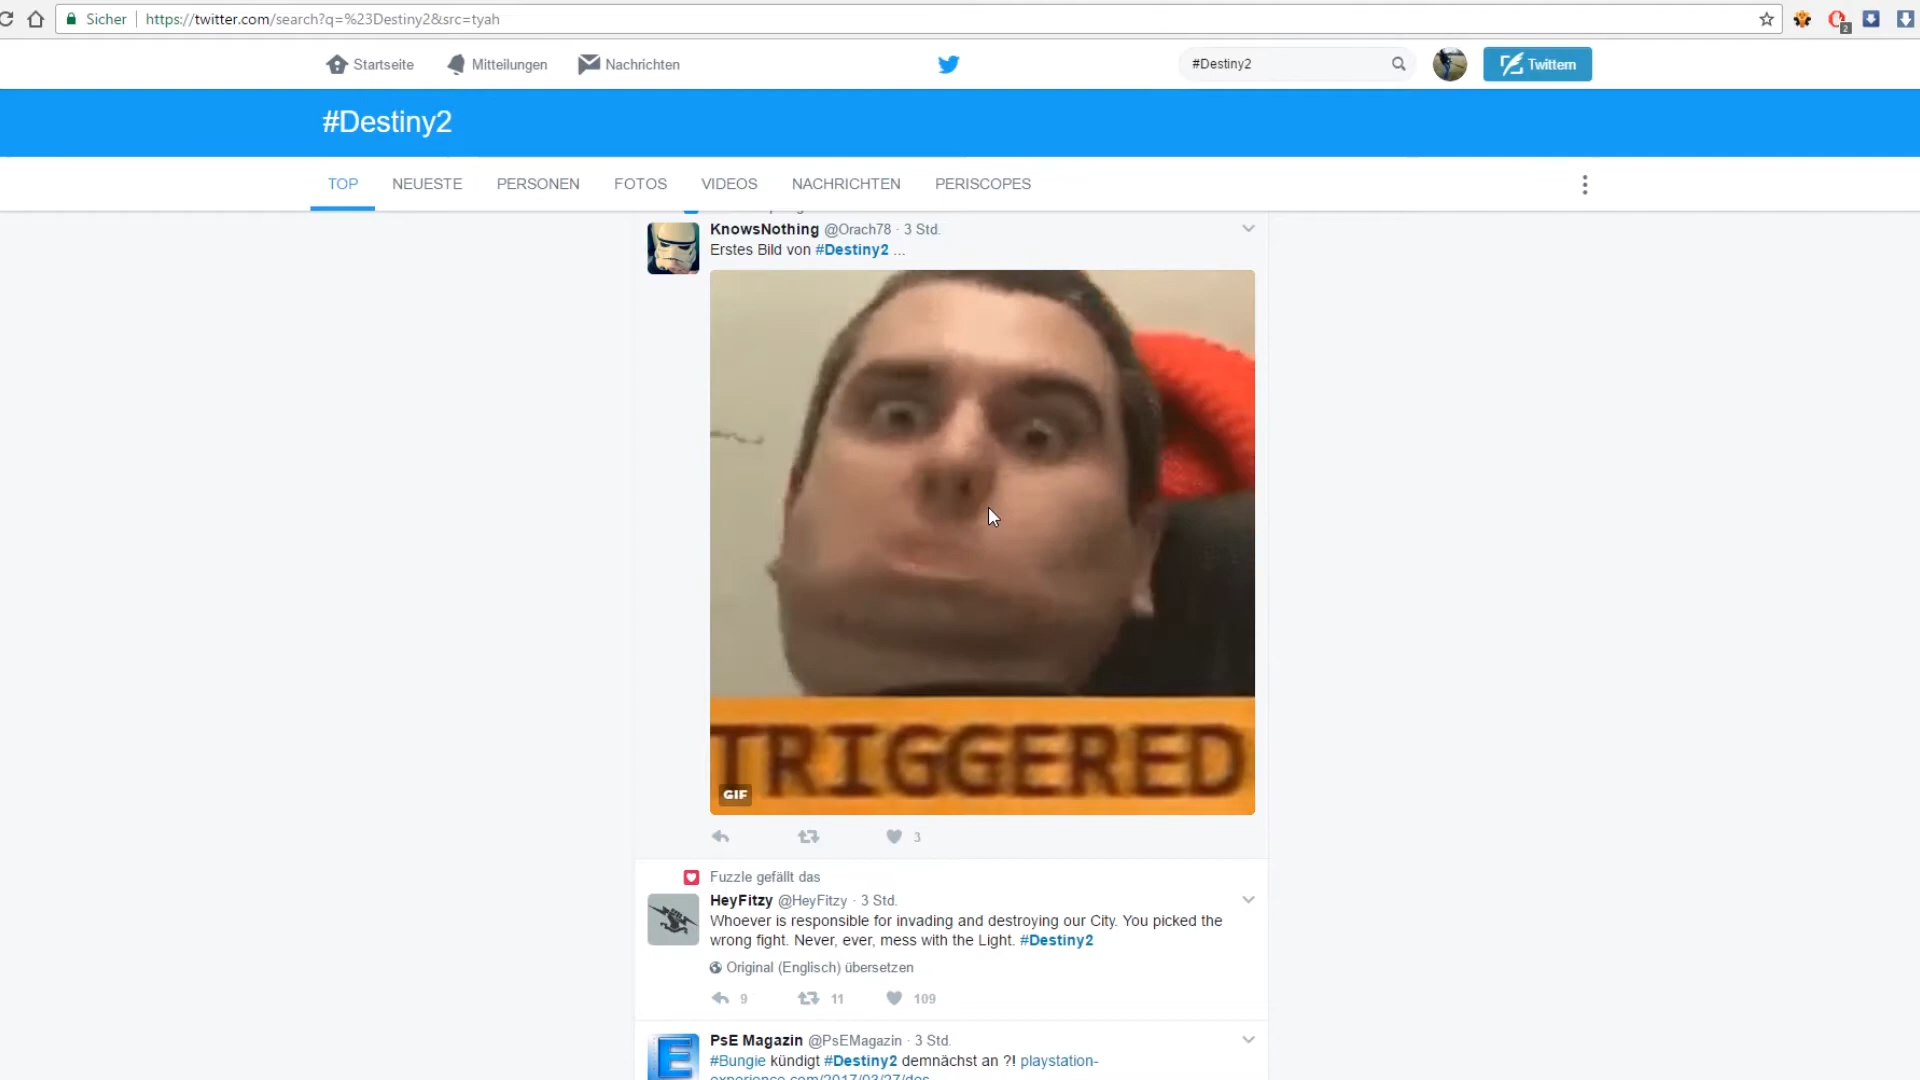 Sicher
https://twitter.com/search?q=%23Destiny2&src=tyah
2
Startseite
Mitteilungen
Nachrichten
#Destiny2
Twittern
#Destiny2
TOP
NEUESTE
PERSONEN
FOTOS
VIDEOS
NACHRICHTEN
PERISCOPES
KnowsNothing @Orach78 · 3 Std.
Erstes Bild von #Destiny2 ...
TRIGGERED
GIF
3
Fuzzle gefällt das
HeyFitzy @HeyFitzy · 3 Std.
Whoever is responsible for invading and destroying our City. You picked the
wrong fight. Never, ever, mess with the Light. #Destiny2
Original (Englisch) übersetzen
9
11
109
E
PsE Magazin @PsEMagazin · 3 Std.
#Bungie kündigt #Destiny2 demnächst an ?! playstation-
experience.com/2017/03/27/des...